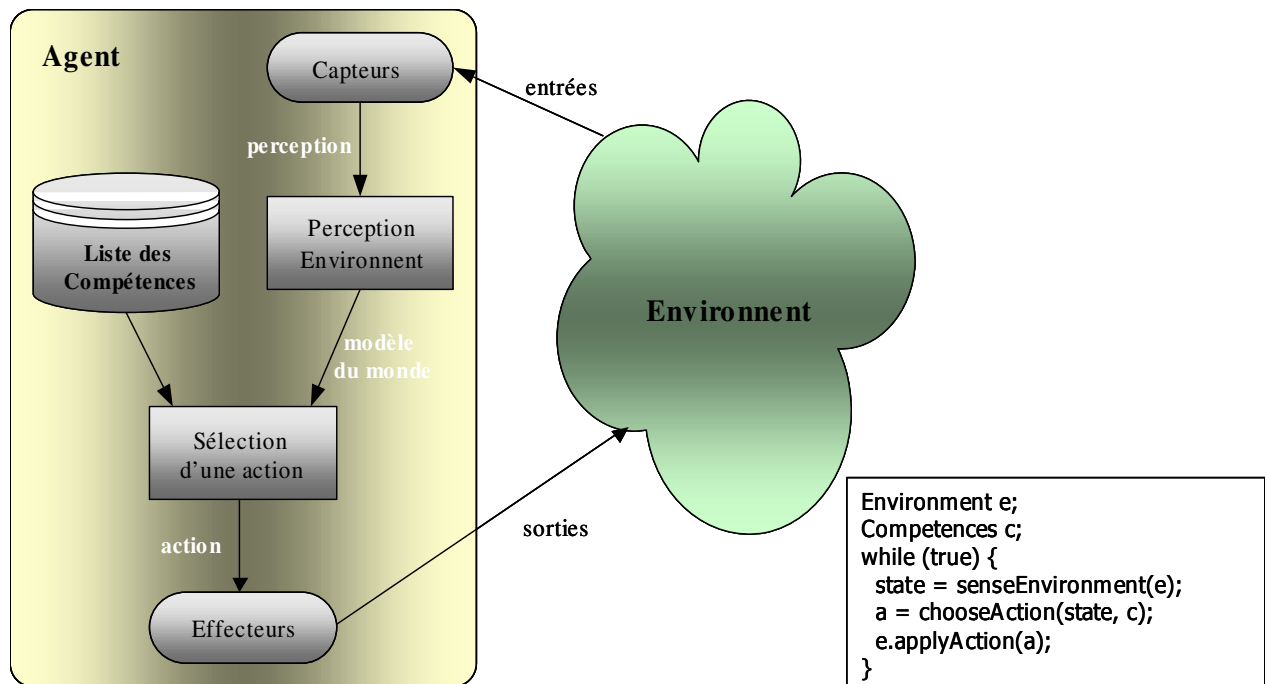 Agent
Capteurs
entrées
perception
Perception
Environnent
Liste des
Compétences
Environnent
modèle
du monde
Sélection
d'une action
action
sorties
Effecteurs
Environment e;
Competences c;
while (true) {
state = senseEnvironment(e);
a = chooseAction(state, c);
e.applyAction(a);
}